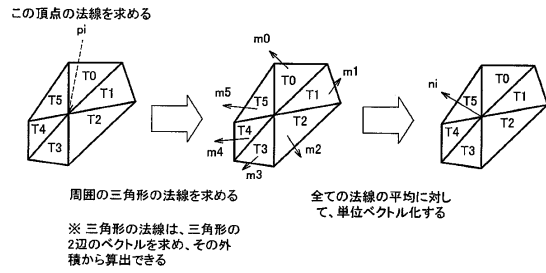 この頂点の法線を求める
pi
T0
T1
T2
T3
T4
T5
m0
m1
m2
m3
m4
m5
T0
T1
T2
T3
T4
T5
ni
T0
T1
T2
T3
T4
T5
周囲の三角形の法線を求める
※ 三角形の法線は、三角形の
2辺のベクトルを求め、その外
積から算出できる
全ての法線の平均に対し
て、単位ベクトル化する